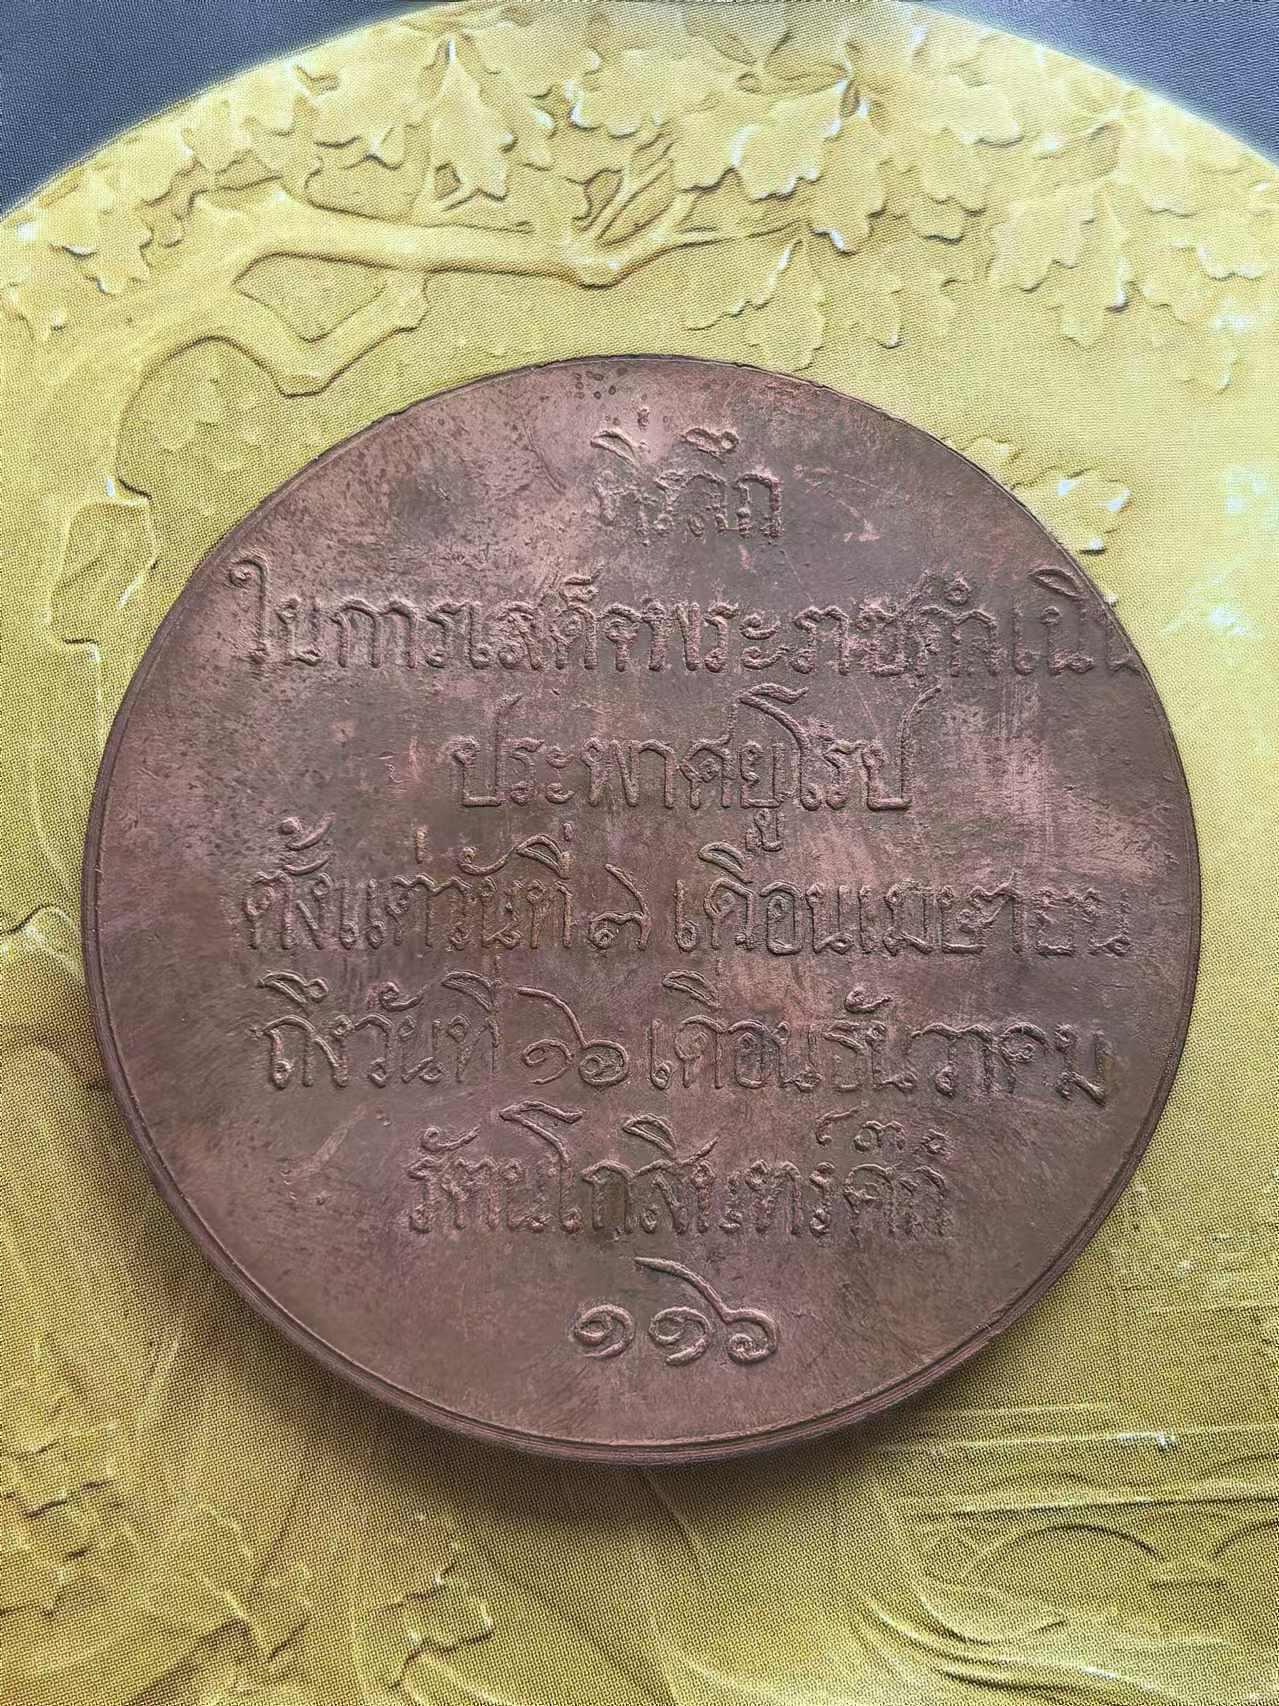 ที่รฦก
ในการเสด็จพระราชดำเนิน
ประพาศยุโรป
ตั้งแต่วันที่ ๗ เดือนเมษายน
ถึงวันที่ ๑๖ เดือนธันวาคม
รัตนโกสินทร์ศก
๑๑๖